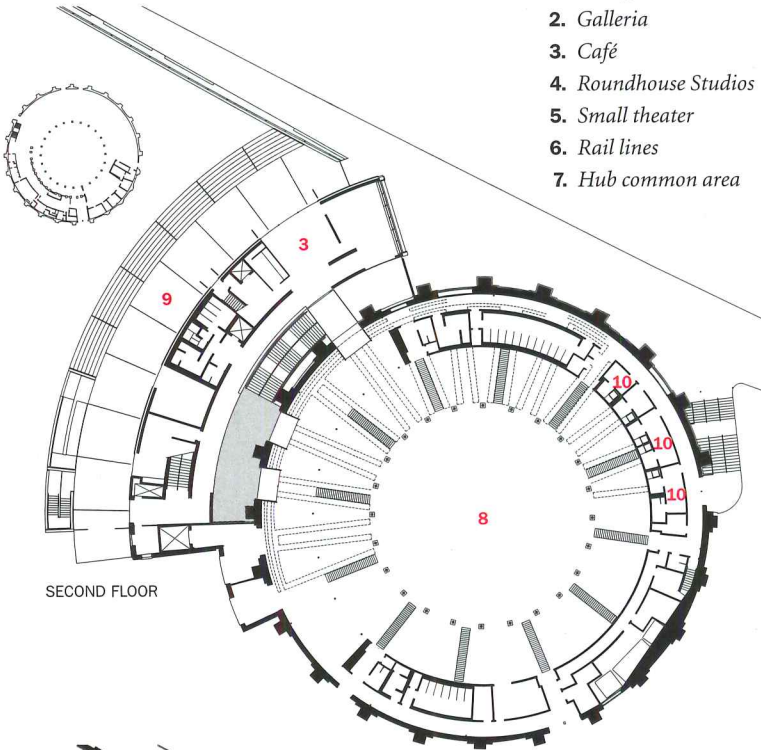 2. Galleria
3. Café
4. Roundhouse Studios
5. Small theater
6. Rail lines
7. Hub common area
3
9
10
10
10
8
SECOND FLOOR